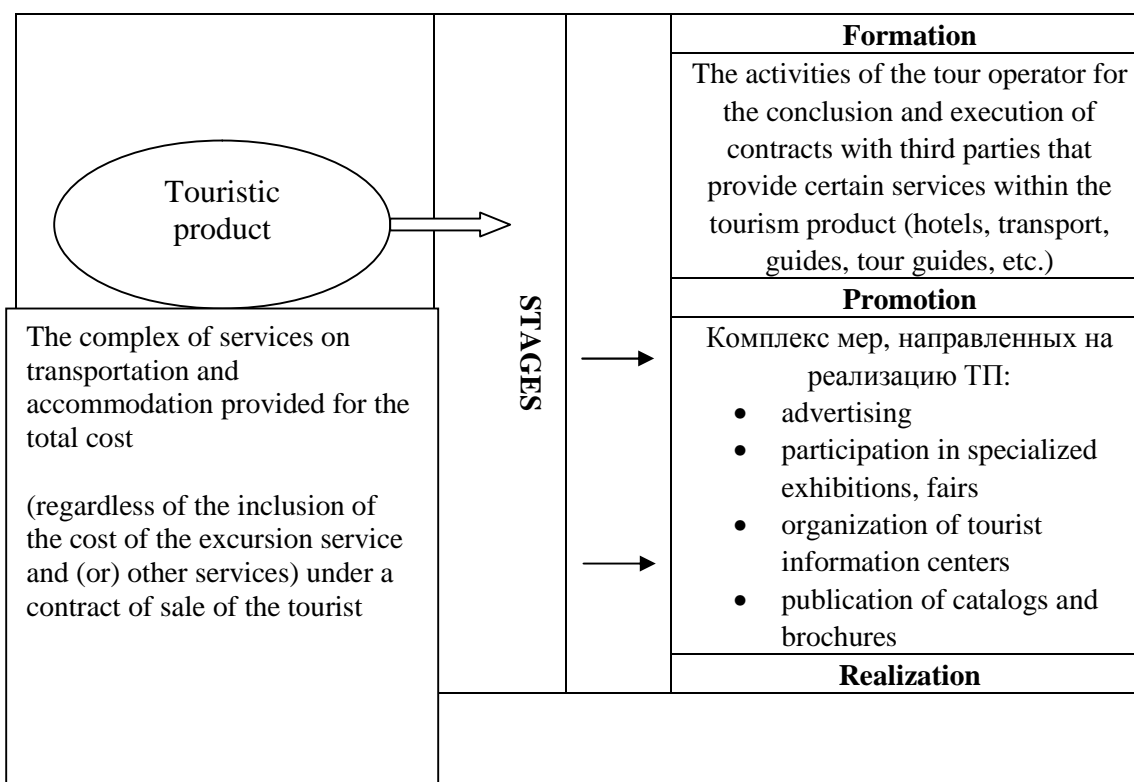 Touristic
product
The complex of services on
transportation and
accommodation provided for the
total cost
(regardless of the inclusion of
the cost of the excursion service
and (or) other services) under a
contract of sale of the tourist
STAGES
Formation
The activities of the tour operator for
the conclusion and execution of
contracts with third parties that
provide certain services within the
tourism product (hotels, transport,
guides, tour guides, etc.)
Promotion
Комплекс мер, направленных на
реализацию ТП:
• advertising
• participation in specialized
exhibitions, fairs
• organization of tourist
information centers
• publication of catalogs and
brochures
Realization